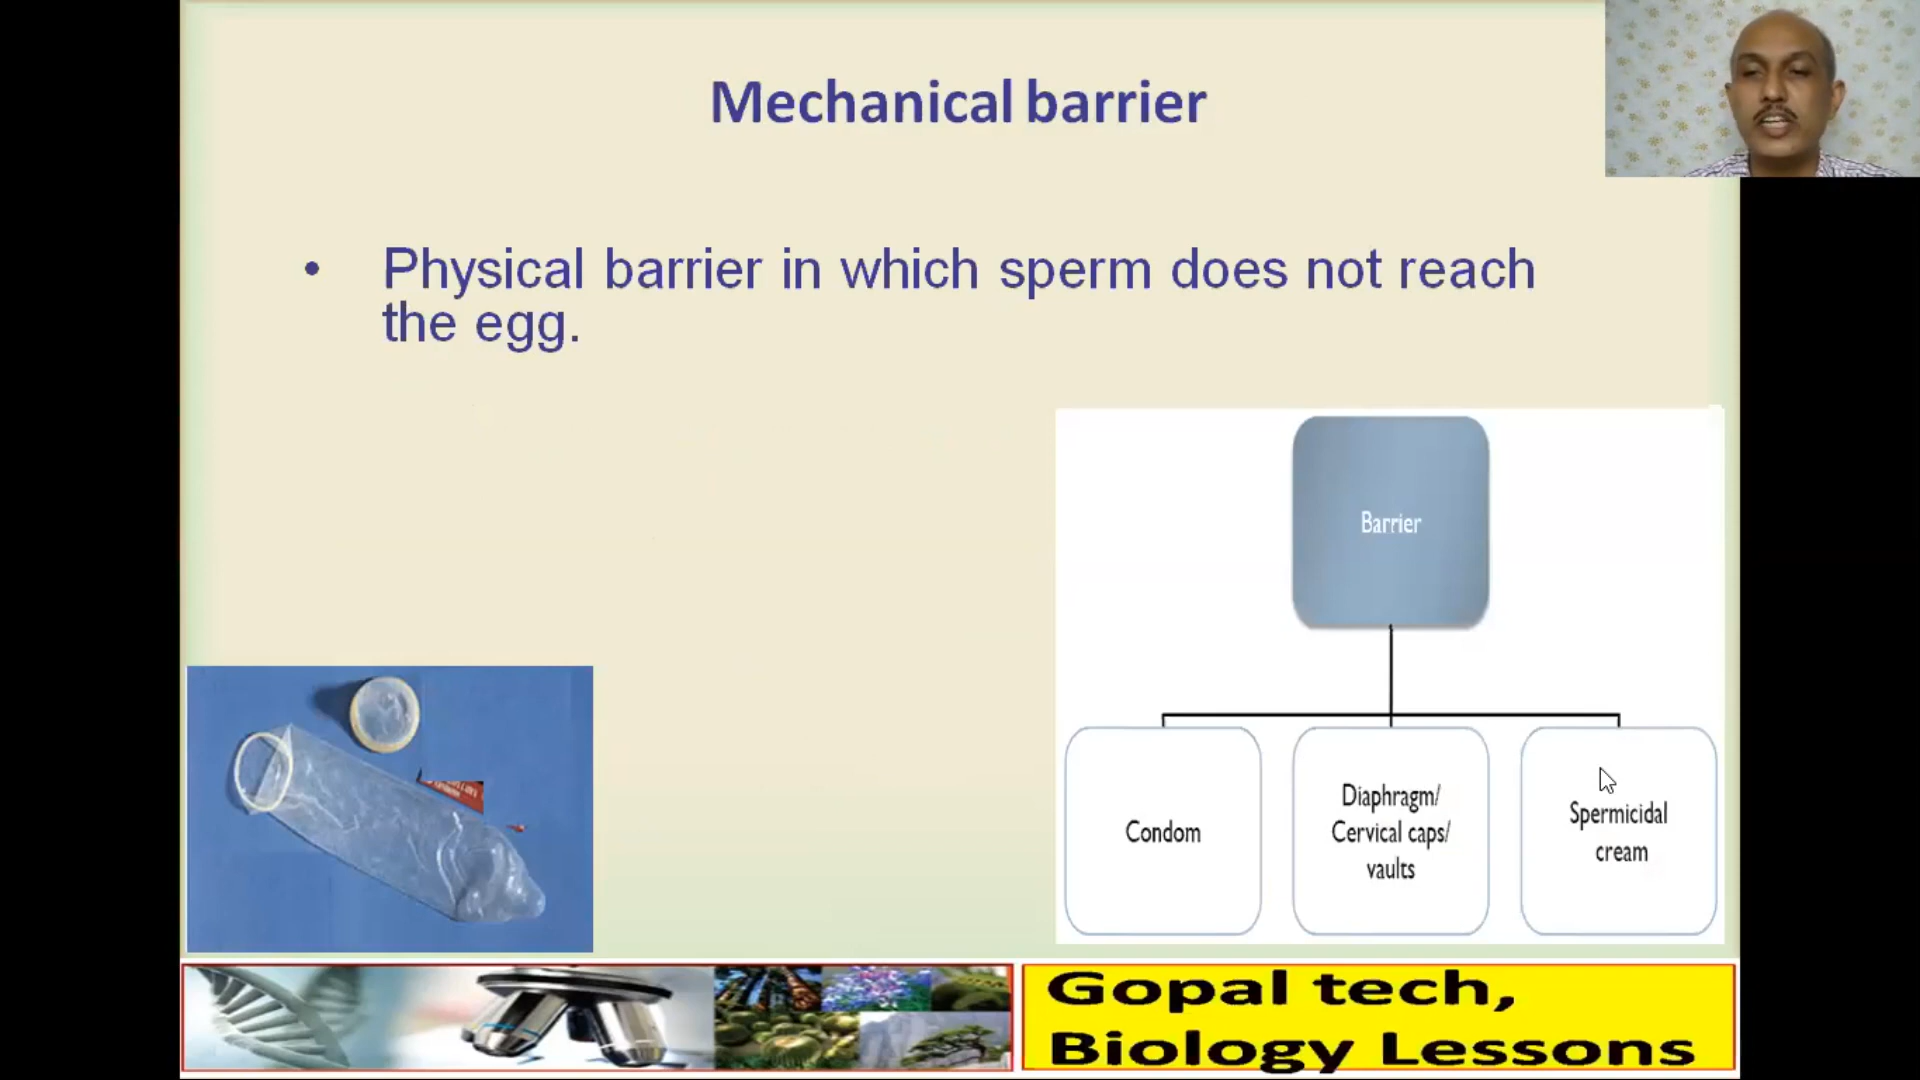 Mechanical barrier
• Physical barrier in which sperm does not reach
the egg.
Barrier
Condom
Diaphragm/
Cervical caps/
vaults
Spermicidal
cream
Gopal tech,
Biology Lessons